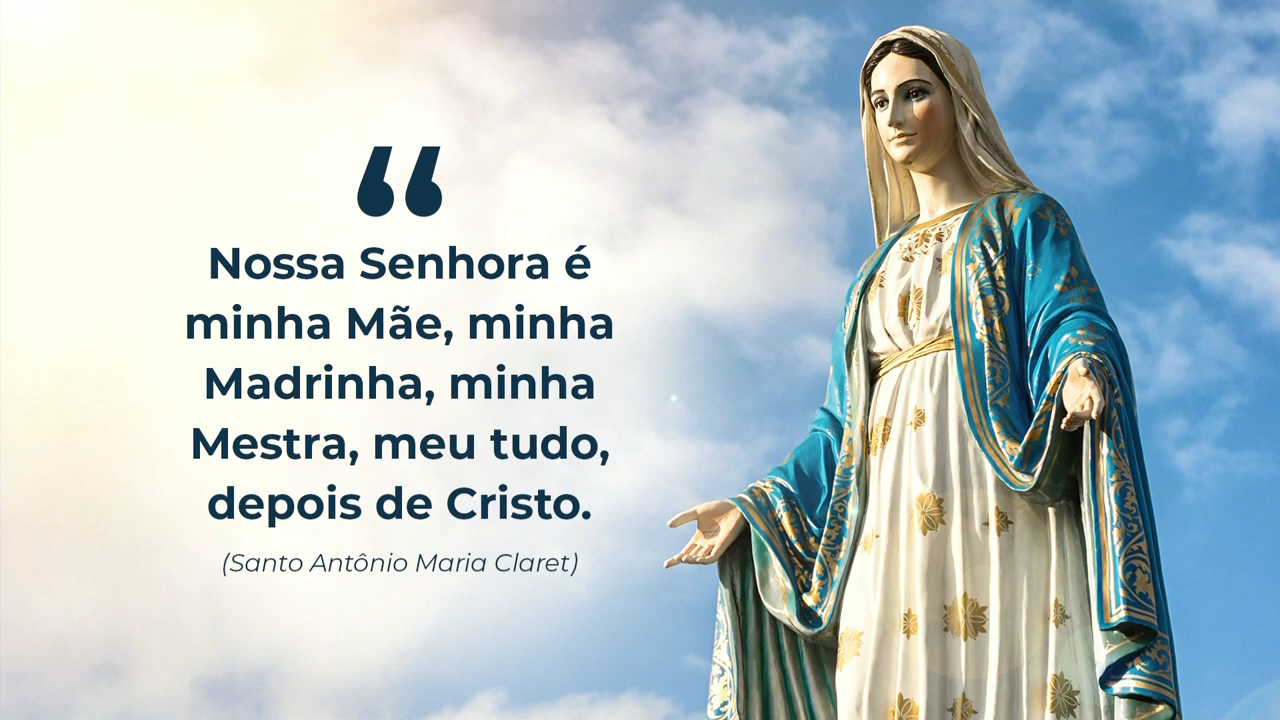 “
Nossa Senhora é
minha Mãe, minha
Madrinha, minha
Mestra, meu tudo,
depois de Cristo.
(Santo Antônio Maria Claret)